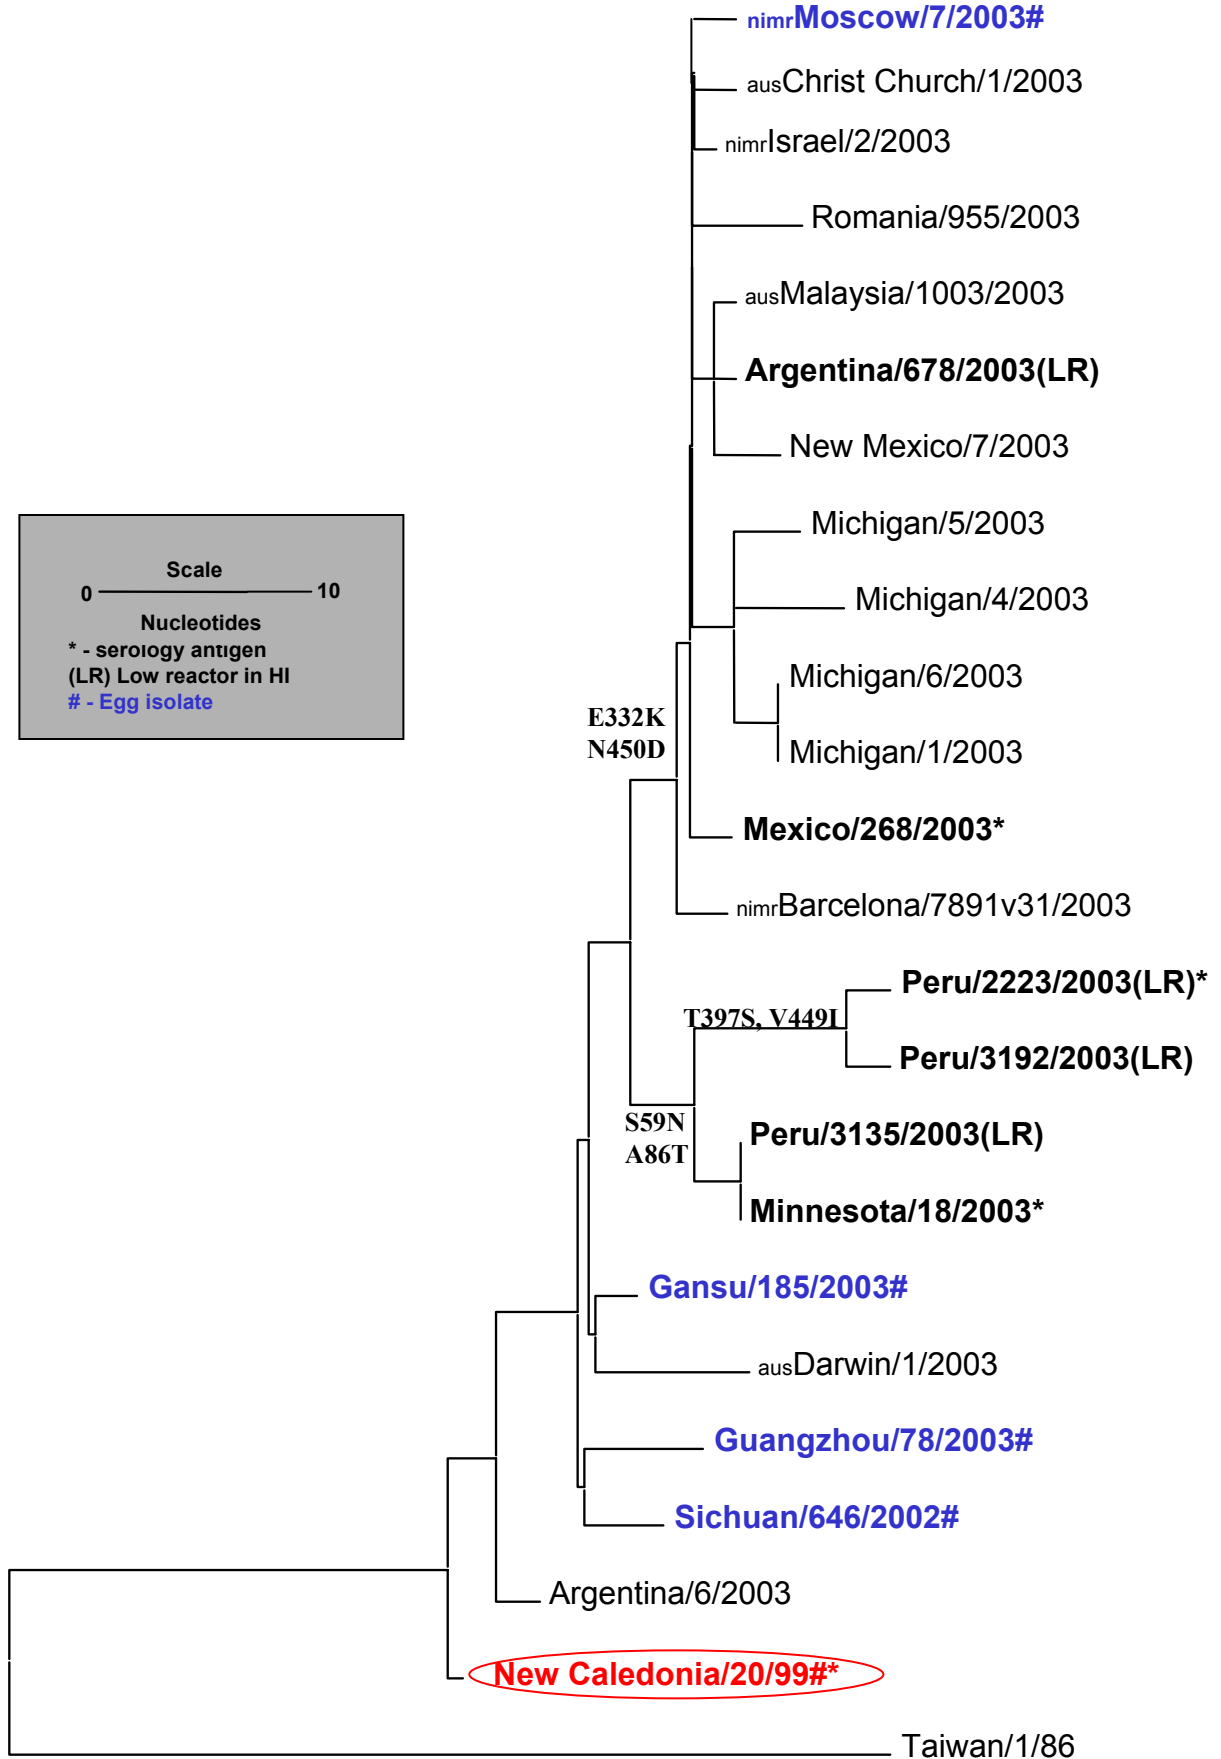 nimrMoscow/7/2003#
ausChrist Church/1/2003
nimrIsrael/2/2003
Romania/955/2003
ausMalaysia/1003/2003
Argentina/678/2003(LR)
New Mexico/7/2003
Michigan/5/2003
Scale
0 10
Nucleotides
* - serology antigen
(LR) Low reactor in HI
# - Egg isolate
Michigan/4/2003
Michigan/6/2003
E332K
N450D
Michigan/1/2003
Mexico/268/2003*
nimrBarcelona/7891v31/2003
Peru/2223/2003(LR)*
T397S, V449I
Peru/3192/2003(LR)
S59N
A86T
Peru/3135/2003(LR)
Minnesota/18/2003*
Gansu/185/2003#
ausDarwin/1/2003
Guangzhou/78/2003#
Sichuan/646/2002#
Argentina/6/2003
New Caledonia/20/99#*
Taiwan/1/86